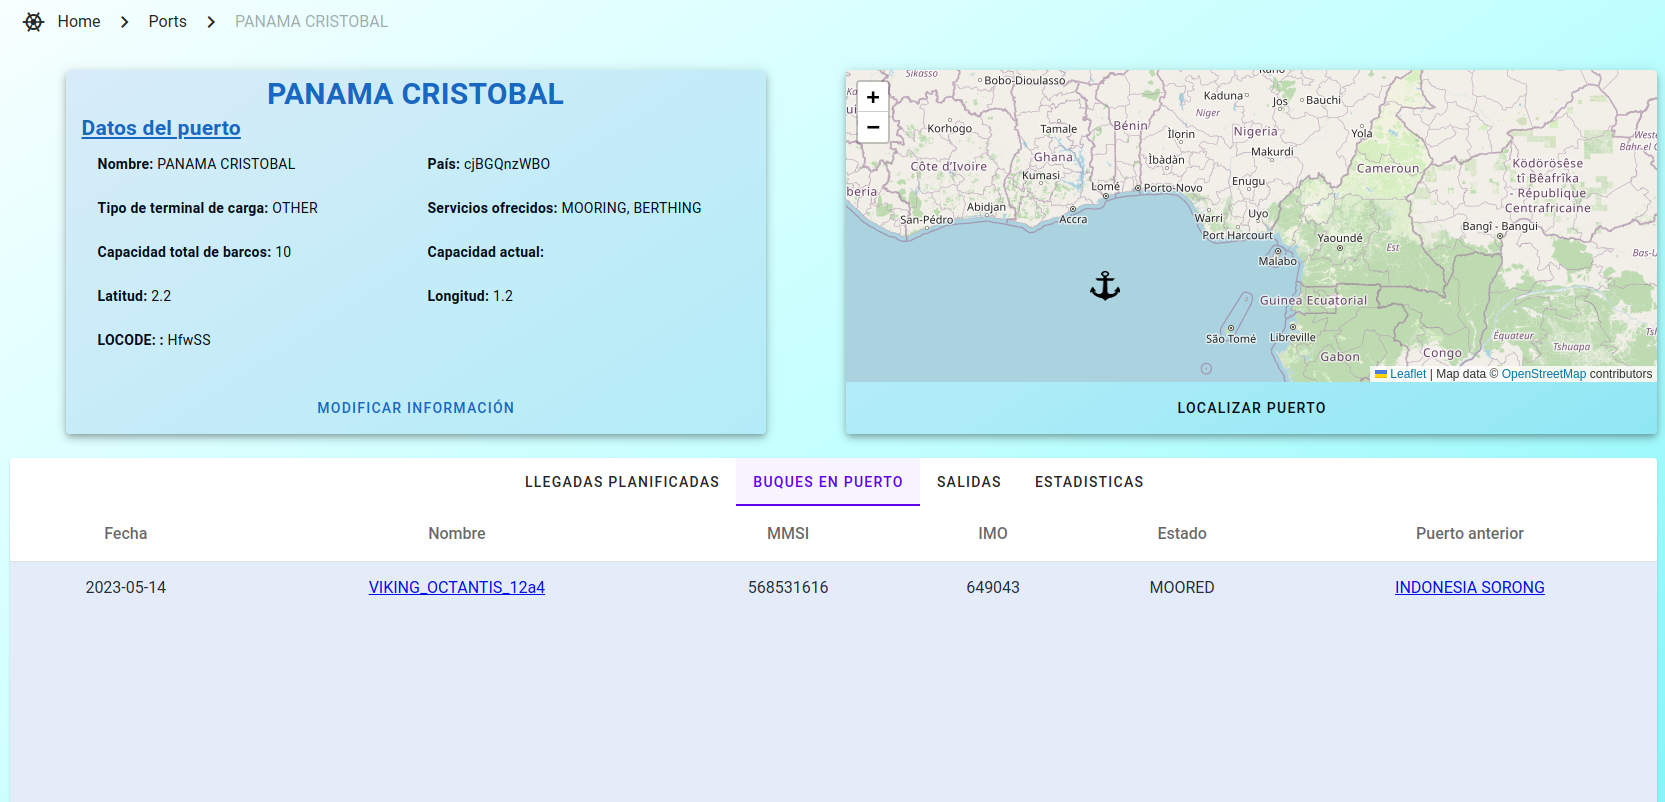 Home > Ports > PANAMA CRISTOBAL
PANAMA CRISTOBAL
Datos del puerto
Nombre: PANAMA CRISTOBAL
País: cjBGQnzWBO
Tipo de terminal de carga: OTHER
Servicios ofrecidos: MOORING, BERTHING
Capacidad total de barcos: 10
Capacidad actual:
Latitud: 2.2
Longitud: 1.2
LOCODE: : HfwSS
MODIFICAR INFORMACIÓN
+
−
Sikasso
Bobo-Dioulasso
Kaduna
Jos
Bauchi
Niger
Korhogo
Tamale
Bénin
Ìlọrin
Nigeria
Yola
Makurdi
Côte d'Ivoire
Ghana
Ìbàdàn
Kumasi
Enugu
Cameroun
Ködörösêse
tî Bêafrîka
- République
Centrafricaine
Lomé
Porto-Novo
Abidjan
San-Pédro
Accra
Warri
Uyo
Port Harcourt
Yaoundé
Est
Bangî - Bangui
Malabo
Guinea Ecuatorial
São Tomé
Libreville
Gabon
Congo
Équateur
Tshuapa
Leaflet | Map data © OpenStreetMap contributors
LOCALIZAR PUERTO
LLEGADAS PLANIFICADAS
BUQUES EN PUERTO
SALIDAS
ESTADISTICAS
Fecha Nombre MMSI IMO Estado Puerto anterior
2023-05-14 VIKING_OCTANTIS_12a4 568531616 649043 MOORED INDONESIA SORONG